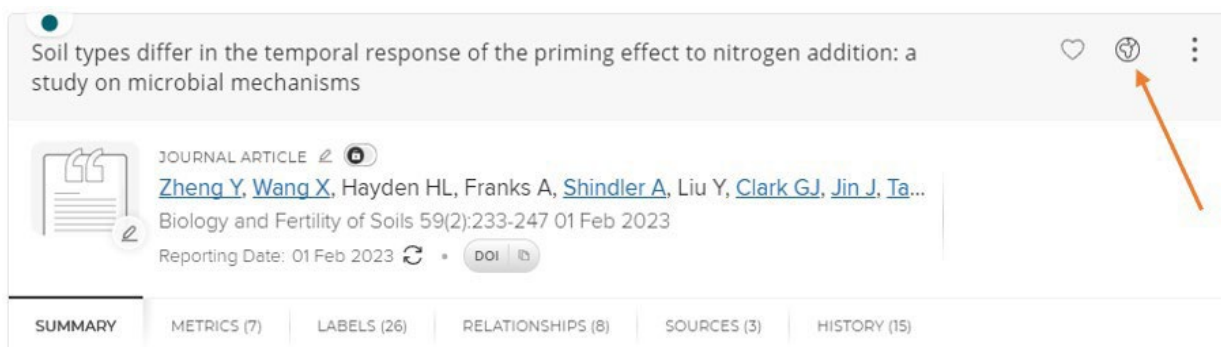 Soil types differ in the temporal response of the priming effect to nitrogen addition: a
study on microbial mechanisms
JOURNAL ARTICLE
Zheng Y, Wang X, Hayden HL, Franks A, Shindler A, Liu Y, Clark GJ, Jin J, Ta...
Biology and Fertility of Soils 59(2):233-247 01 Feb 2023
Reporting Date: 01 Feb 2023 • DOI
SUMMARY METRICS (7) LABELS (26) RELATIONSHIPS (8) SOURCES (3) HISTORY (15)